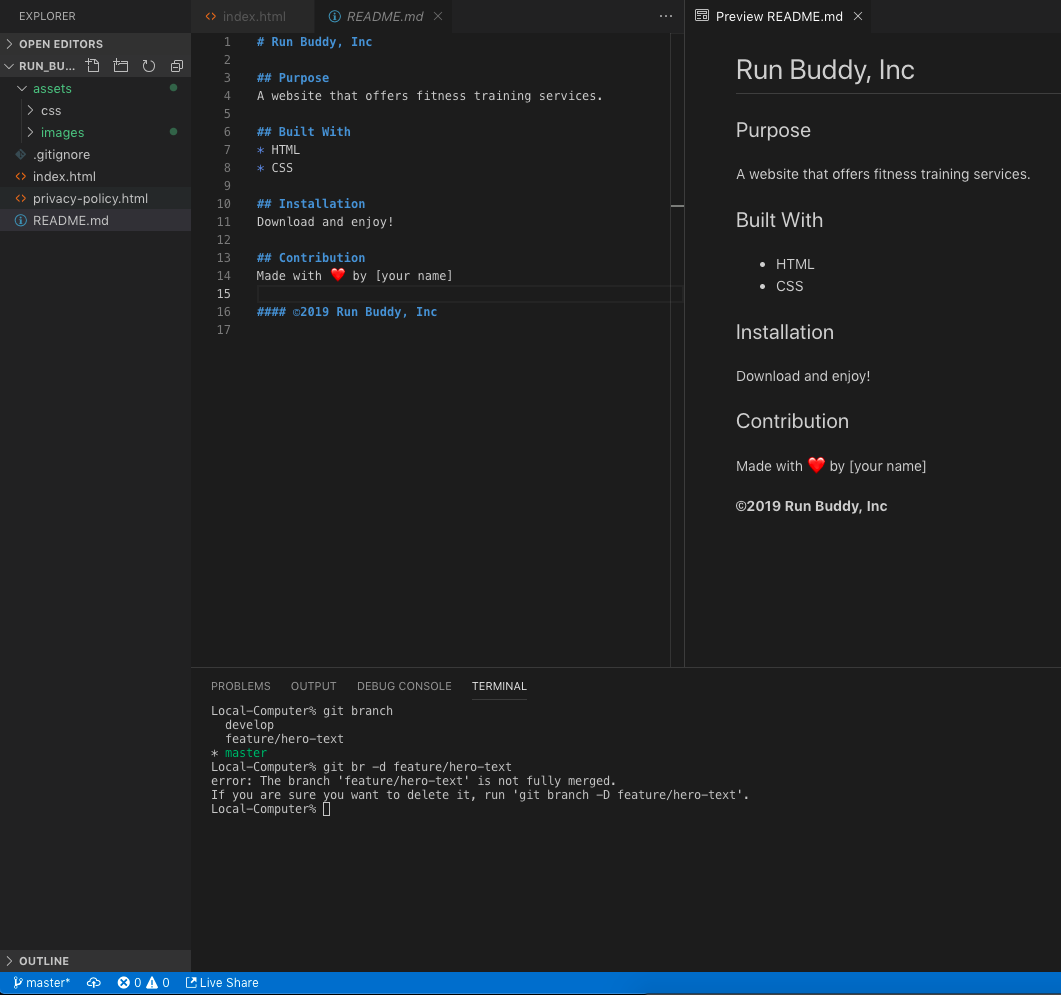 EXPLORER
OPEN EDITORS
RUN_BU...
assets
css
images
.gitignore
index.html
privacy-policy.html
README.md
OUTLINE
index.html
README.md
1 # Run Buddy, Inc
2
3 ## Purpose
4 A website that offers fitness training services.
5
6 ## Built With
7 * HTML
8 * CSS
9
10 ## Installation
11 Download and enjoy!
12
13 ## Contribution
14 Made with ❤️ by [your name]
15
16 #### ©2019 Run Buddy, Inc
17
Preview README.md
Run Buddy, Inc
Purpose
A website that offers fitness training services.
Built With
• HTML
• CSS
Installation
Download and enjoy!
Contribution
Made with ❤️ by [your name]
©2019 Run Buddy, Inc
PROBLEMS OUTPUT DEBUG CONSOLE TERMINAL
Local-Computer% git branch
develop
feature/hero-text
* master
Local-Computer% git br -d feature/hero-text
error: The branch 'feature/hero-text' is not fully merged.
If you are sure you want to delete it, run 'git branch -D feature/hero-text'.
Local-Computer%
master* 0 0 Live Share